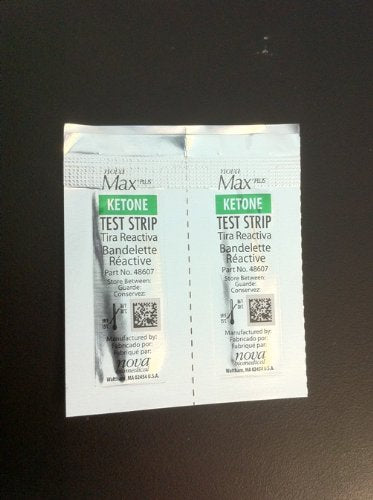 nova
Max PLUS
KETONE
TEST STRIP
Tira Reactiva
Bandelette
Réactive
Part No. 48607
Store Between:
Guarde:
Conservez:
Manufactured by:
Fabricado por:
Fabriqué par:
nova
biomedical
Waltham, MA 02454 U.S.A.
nova
Max PLUS
KETONE
TEST STRIP
Tira Reactiva
Bandelette
Réactive
Part No. 48607
Store Between:
Guarde:
Conservez:
Manufactured by:
Fabricado por:
Fabriqué par:
nova
biomedical
Waltham, MA 02454 U.S.A.